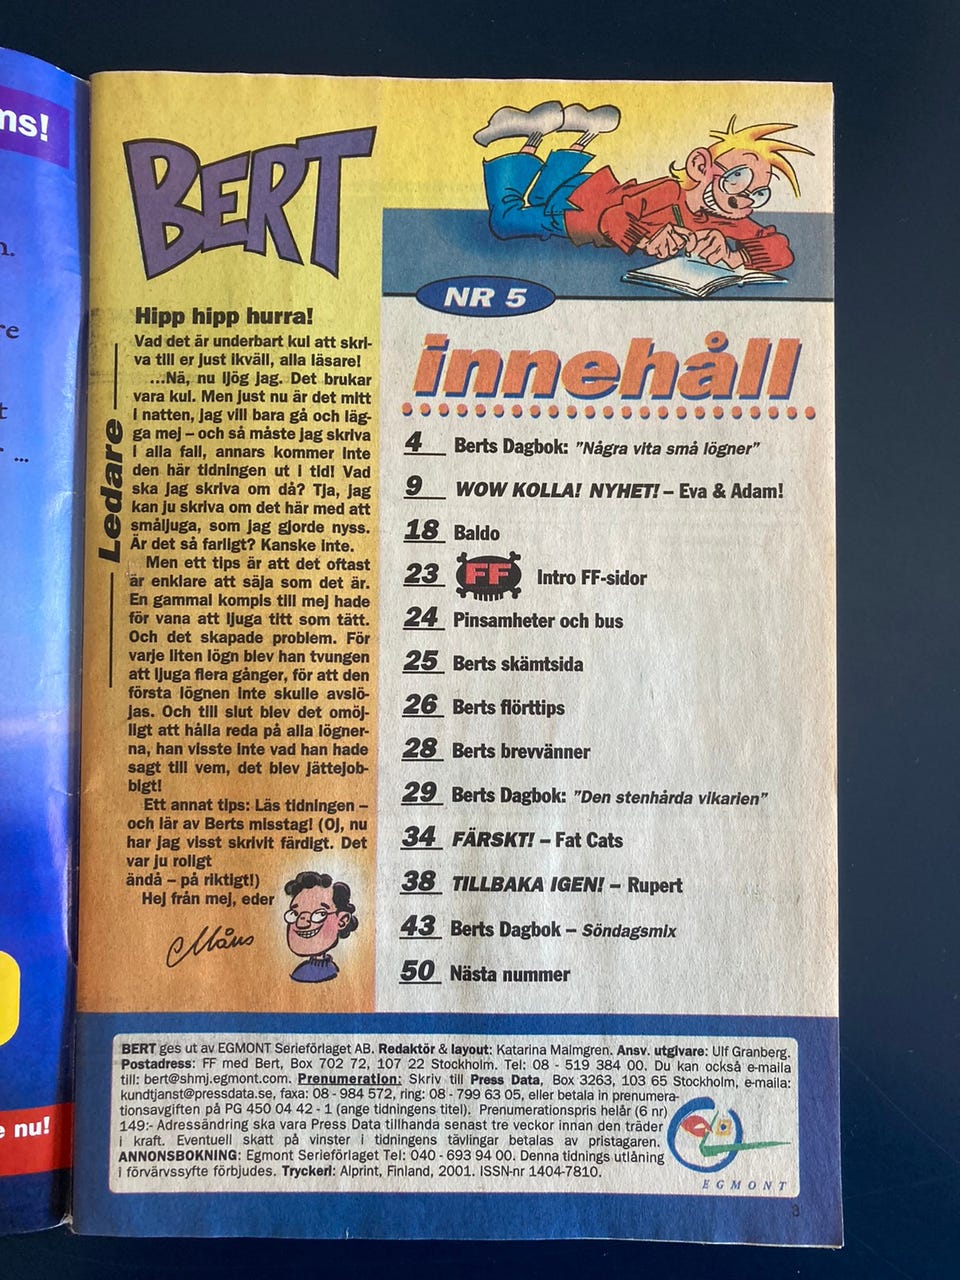 ms!
n.
re
t
...
e nu!
BERT
Ledare
Hipp hipp hurra!
Vad det är underbart kul att skri-
va till er just ikväll, alla läsare!
...Nä, nu ljög jag. Det brukar
vara kul. Men just nu är det mitt
i natten, jag vill bara gå och läg-
ga mej – och så måste jag skriva
i alla fall, annars kommer inte
den här tidningen ut i tid! Vad
ska jag skriva om då? Tja, jag
kan ju skriva om det här med att
småljuga, som jag gjorde nyss.
Är det så farligt? Kanske inte.
Men ett tips är att det oftast
är enklare att säja som det är.
En gammal kompis till mej hade
för vana att ljuga titt som tätt.
Och det skapade problem. För
varje liten lögn blev han tvungen
att ljuga flera gånger, för att den
första lögnen inte skulle avslö-
jas. Och till slut blev det omöj-
ligt att hålla reda på alla lögner-
na, han visste inte vad han hade
sagt till vem, det blev jättejob-
bigt!
Ett annat tips: Läs tidningen –
och lär av Berts misstag! (Oj, nu
har jag visst skrivit färdigt. Det
var ju roligt
ändå – på riktigt!)
Hej från mej, eder
Måns
NR 5
innehåll
4 Berts Dagbok: "Några vita små lögner"
9 WOW KOLLA! NYHET! – Eva & Adam!
18 Baldo
23 FF Intro FF-sidor
24 Pinsamheter och bus
25 Berts skämtsida
26 Berts flörttips
28 Berts brevvänner
29 Berts Dagbok: "Den stenhårda vikarien"
34 FÄRSKT! – Fat Cats
38 TILLBAKA IGEN! – Rupert
43 Berts Dagbok – Söndagsmix
50 Nästa nummer
BERT ges ut av EGMONT Serieförlaget AB. Redaktör & layout: Katarina Malmgren. Ansv. utgivare: Ulf Granberg.
Postadress: FF med Bert, Box 702 72, 107 22 Stockholm. Tel: 08 - 519 384 00. Du kan också e-maila
till: bert@shmj.egmont.com. Prenumeration: Skriv till Press Data, Box 3263, 103 65 Stockholm, e-maila:
kundtjanst@pressdata.se, faxa: 08 - 984 572, ring: 08 - 799 63 05, eller betala in prenumera-
tionsavgiften på PG 450 04 42 - 1 (ange tidningens titel). Prenumerationspris helår (6 nr)
149:- Adressändring ska vara Press Data tillhanda senast tre veckor innan den träder
i kraft. Eventuell skatt på vinster i tidningens tävlingar betalas av pristagaren.
ANNONSBOKNING: Egmont Serieförlaget Tel: 040 - 693 94 00. Denna tidnings utlåning
i förvärvssyfte förbjudes. Tryckeri: Alprint, Finland, 2001. ISSN-nr 1404-7810.
EGMONT
3